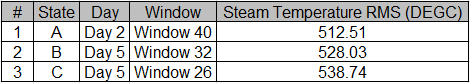 # State Day Window Steam Temperature RMS (DEGC)
1 A Day 2 Window 40 512.51
2 B Day 5 Window 32 528.03
3 C Day 5 Window 26 538.74